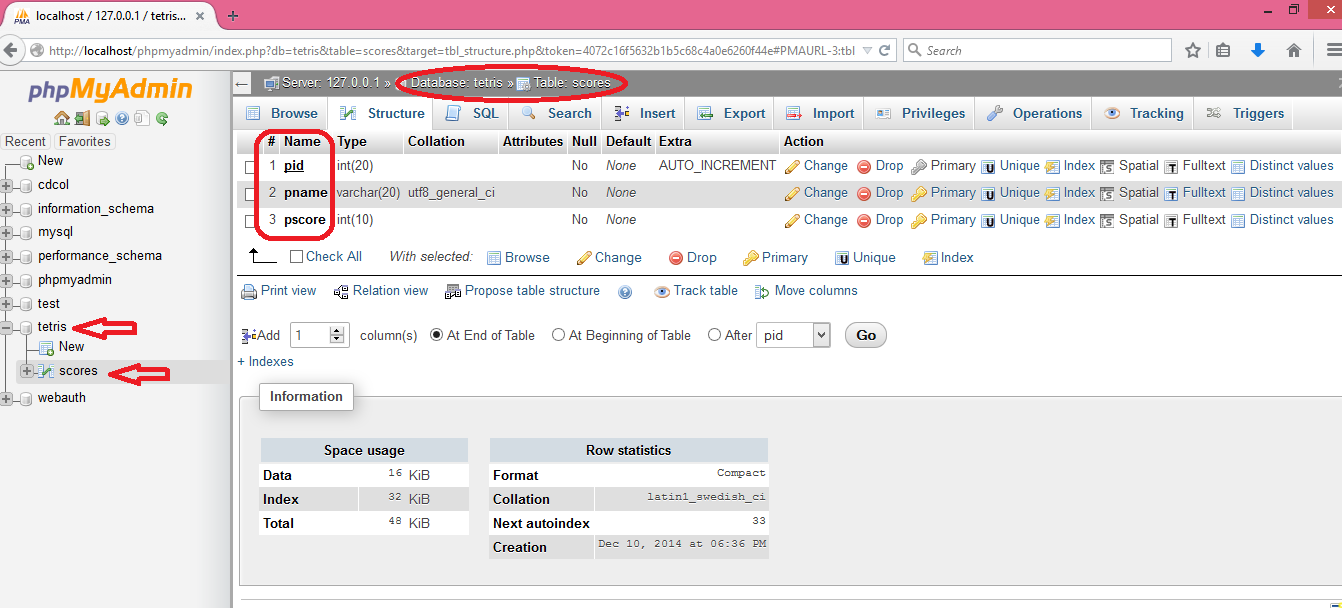 PMA localhost / 127.0.0.1 / tetris... × +
http://localhost/phpmyadmin/index.php?db=tetris&table=scores&target=tbl_structure.php&token=4072c16f5632b1b5c68c4a0e6260f44e#PMAURL-3:tbl Search
phpMyAdmin
Recent Favorites
New
cdcol
information_schema
mysql
performance_schema
phpmyadmin
test
tetris
New
scores
webauth
Server: 127.0.0.1 » Database: tetris » Table: scores
Browse Structure SQL Search Insert Export Import Privileges Operations Tracking Triggers
# Name Type Collation Attributes Null Default Extra Action
1 pid int(20) No None AUTO_INCREMENT Change Drop Primary Unique Index Spatial Fulltext Distinct values
2 pname varchar(20) utf8_general_ci No None Change Drop Primary Unique Index Spatial Fulltext Distinct values
3 pscore int(10) No None Change Drop Primary Unique Index Spatial Fulltext Distinct values
Check All With selected: Browse Change Drop Primary Unique Index
Print view Relation view Propose table structure Track table Move columns
Add 1 column(s) At End of Table At Beginning of Table After pid Go
+ Indexes
Information
Space usage
Data 16 KiB
Index 32 KiB
Total 48 KiB
Row statistics
Format Compact
Collation latin1_swedish_ci
Next autoindex 33
Creation Dec 10, 2014 at 06:36 PM